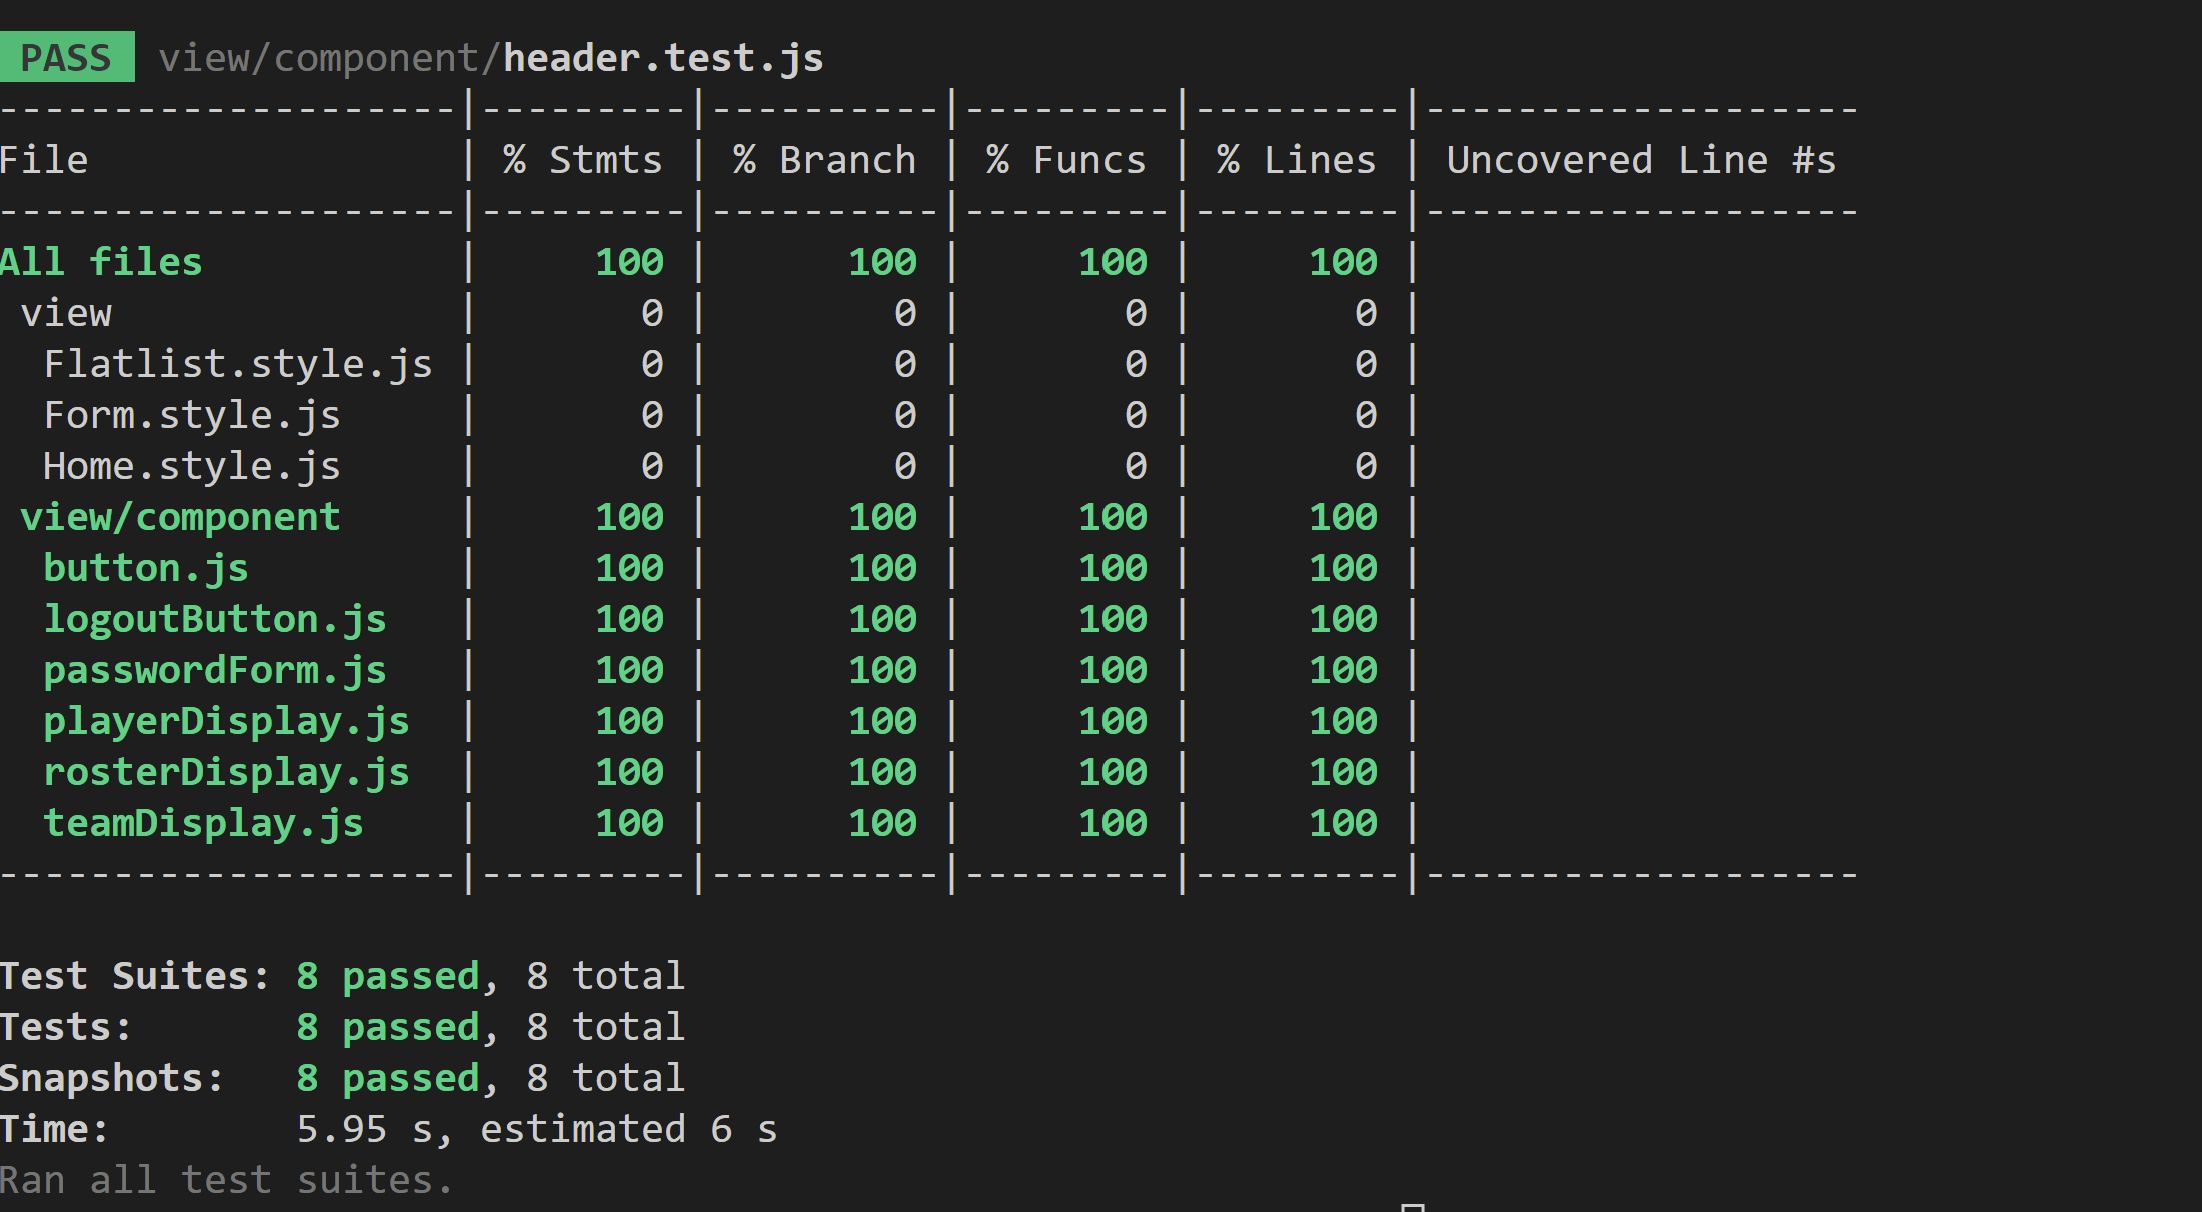 PASS view/component/header.test.js
--------------------|---------|----------|---------|---------|-------------------
File                | % Stmts | % Branch | % Funcs | % Lines | Uncovered Line #s
--------------------|---------|----------|---------|---------|-------------------
All files           |     100 |      100 |     100 |     100 |
 view               |       0 |        0 |       0 |       0 |
  Flatlist.style.js |       0 |        0 |       0 |       0 |
  Form.style.js     |       0 |        0 |       0 |       0 |
  Home.style.js     |       0 |        0 |       0 |       0 |
 view/component     |     100 |      100 |     100 |     100 |
  button.js         |     100 |      100 |     100 |     100 |
  logoutButton.js   |     100 |      100 |     100 |     100 |
  passwordForm.js   |     100 |      100 |     100 |     100 |
  playerDisplay.js  |     100 |      100 |     100 |     100 |
  rosterDisplay.js  |     100 |      100 |     100 |     100 |
  teamDisplay.js    |     100 |      100 |     100 |     100 |
--------------------|---------|----------|---------|---------|-------------------
Test Suites: 8 passed, 8 total
Tests:       8 passed, 8 total
Snapshots:   8 passed, 8 total
Time:        5.95 s, estimated 6 s
Ran all test suites.